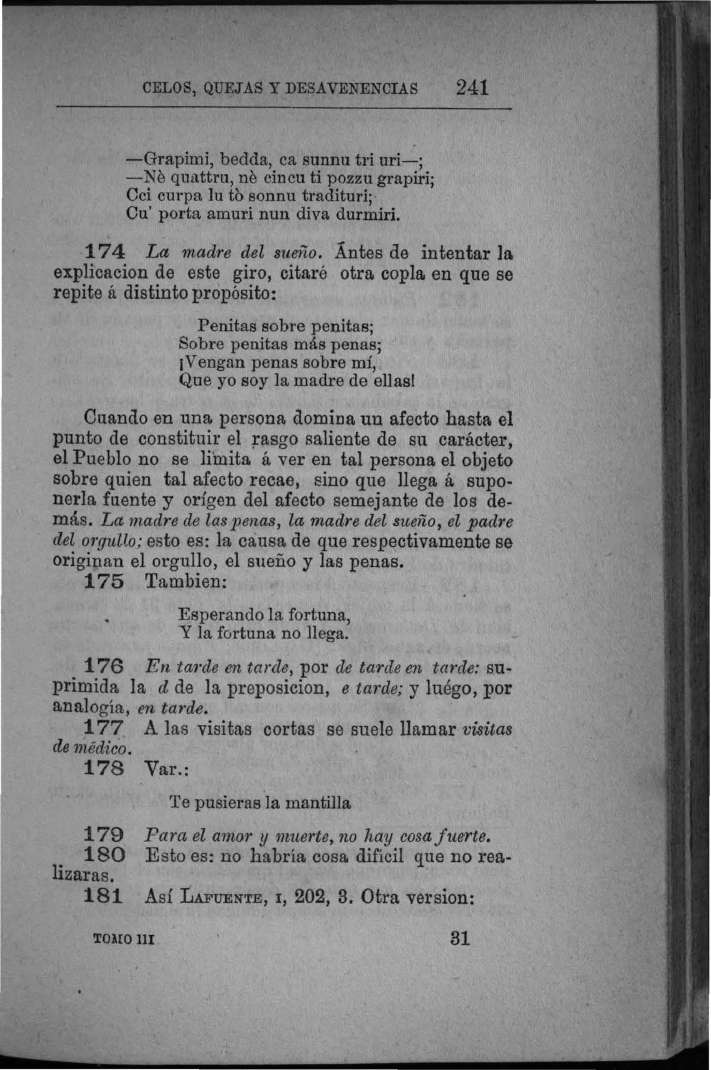 CELOS, QUEJAS Y DESAVENENCIAS 241
—Grapimi, bedda, ca sunnu tri uri—;
—Nè quattru, nè cincu ti pozzu grapiri;
Cci curpa lu tò sonnu tradituri;
Cu' porta amuri nun diva durmiri.
174 La madre del sueño. Ántes de intentar la
explicacion de este giro, citaré otra copla en que se
repite á distinto propósito:
Penitas sobre penitas;
Sobre penitas más penas;
¡Vengan penas sobre mí,
Que yo soy la madre de ellas!
Cuando en una persona domina un afecto hasta el
punto de constituir el rasgo saliente de su carácter,
el Pueblo no se limita á ver en tal persona el objeto
sobre quien tal afecto recae, sino que llega á supo-
nerla fuente y orígen del afecto semejante de los de-
más. La madre de las penas, la madre del sueño, el padre
del orgullo; esto es: la causa de que respectivamente se
originan el orgullo, el sueño y las penas.
175 Tambien:
Esperando la fortuna,
Y la fortuna no llega.
176 En tarde en tarde, por de tarde en tarde: su-
primida la d de la preposicion, e tarde; y luégo, por
analogía, en tarde.
177 A las visitas cortas se suele llamar visitas
de médico.
178 Var.:
Te pusieras la mantilla
179 Para el amor y muerte, no hay cosa fuerte.
180 Esto es: no habría cosa difícil que no rea-
lizaras.
181 Así LAFUENTE, I, 202, 3. Otra version:
TOMO III 31